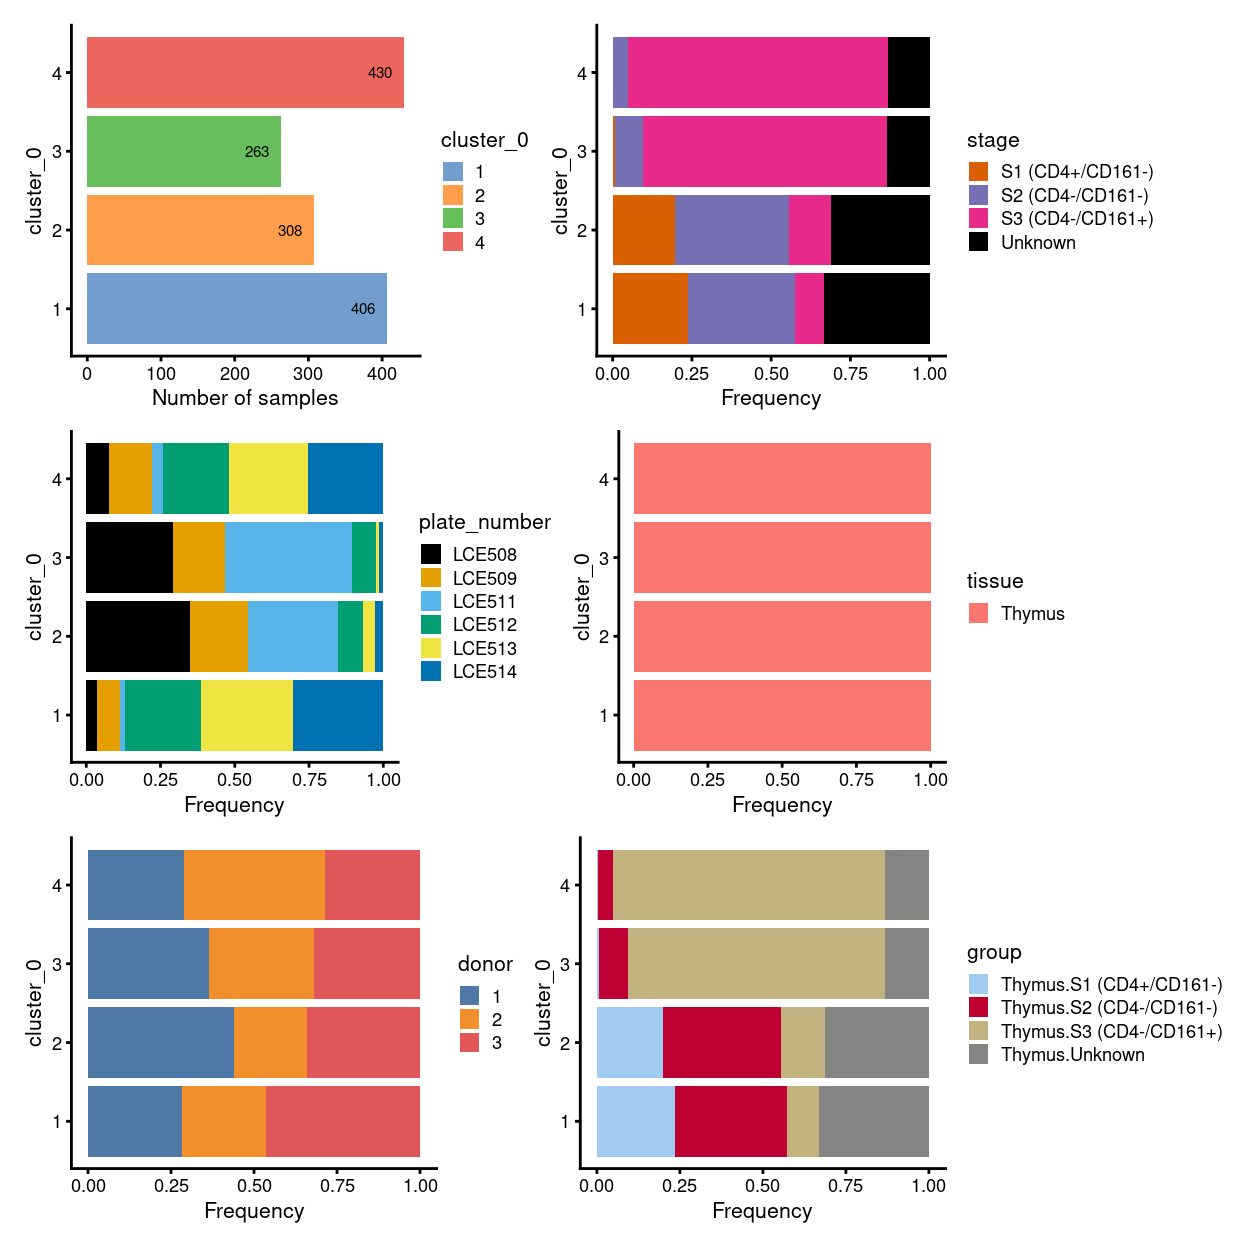 cluster_0
4
3
2
1
430
263
308
406
0
100
200
300
400
Number of samples
cluster_0
1
2
3
4
cluster_0
4
3
2
1
0.00
0.25
0.50
0.75
1.00
Frequency
stage
S1 (CD4+/CD161-)
S2 (CD4-/CD161-)
S3 (CD4-/CD161+)
Unknown
cluster_0
4
3
2
1
0.00
0.25
0.50
0.75
1.00
Frequency
plate_number
LCE508
LCE509
LCE511
LCE512
LCE513
LCE514
cluster_0
4
3
2
1
0.00
0.25
0.50
0.75
1.00
Frequency
tissue
Thymus
cluster_0
4
3
2
1
0.00
0.25
0.50
0.75
1.00
Frequency
donor
1
2
3
cluster_0
4
3
2
1
0.00
0.25
0.50
0.75
1.00
Frequency
group
Thymus.S1 (CD4+/CD161-)
Thymus.S2 (CD4-/CD161-)
Thymus.S3 (CD4-/CD161+)
Thymus.Unknown